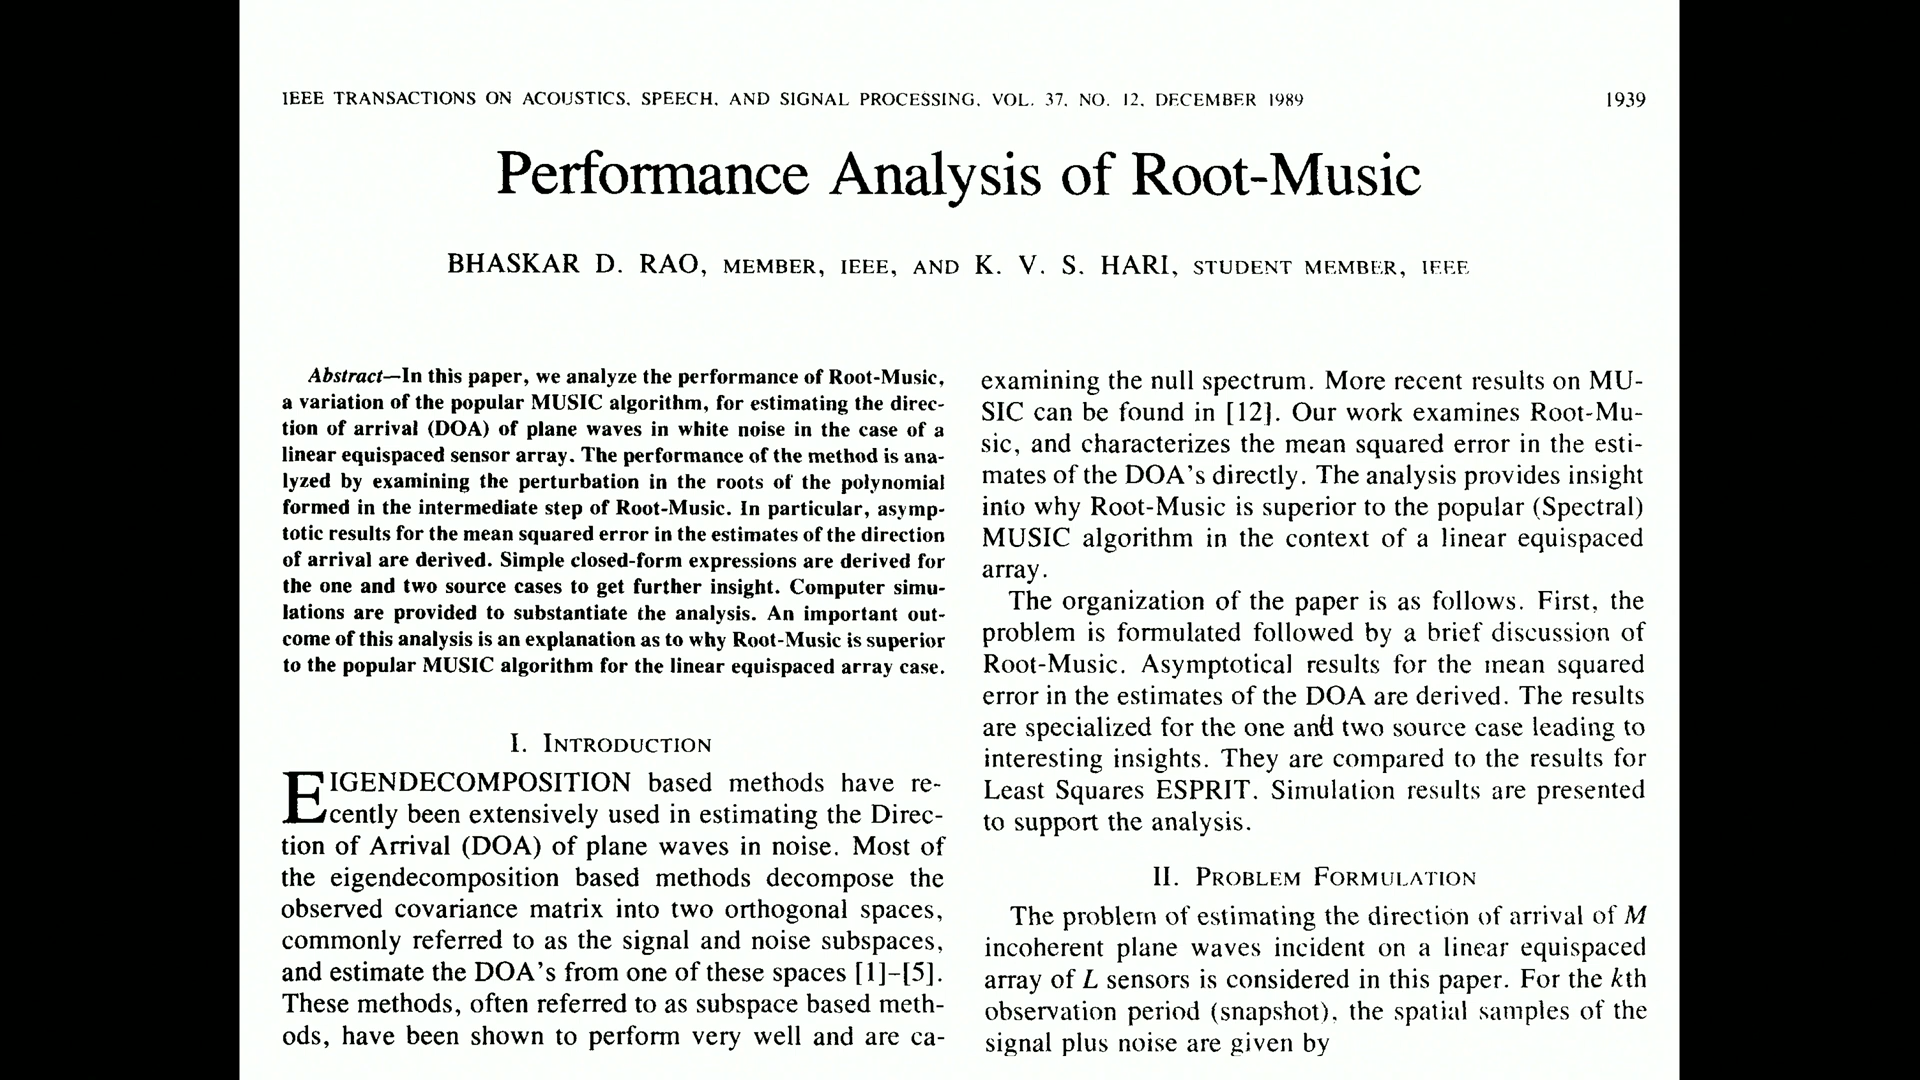 IEEE TRANSACTIONS ON ACOUSTICS, SPEECH, AND SIGNAL PROCESSING, VOL. 37, NO. 12, DECEMBER 1989
1939
Performance Analysis of Root-Music
BHASKAR D. RAO, MEMBER, IEEE, AND K. V. S. HARI, STUDENT MEMBER, IEEE
Abstract—In this paper, we analyze the performance of Root-Music,
a variation of the popular MUSIC algorithm, for estimating the direc-
tion of arrival (DOA) of plane waves in white noise in the case of a
linear equispaced sensor array. The performance of the method is ana-
lyzed by examining the perturbation in the roots of the polynomial
formed in the intermediate step of Root-Music. In particular, asymp-
totic results for the mean squared error in the estimates of the direction
of arrival are derived. Simple closed-form expressions are derived for
the one and two source cases to get further insight. Computer simu-
lations are provided to substantiate the analysis. An important out-
come of this analysis is an explanation as to why Root-Music is superior
to the popular MUSIC algorithm for the linear equispaced array case.
I. INTRODUCTION
EIGENDECOMPOSITION based methods have re-
cently been extensively used in estimating the Direc-
tion of Arrival (DOA) of plane waves in noise. Most of
the eigendecomposition based methods decompose the
observed covariance matrix into two orthogonal spaces,
commonly referred to as the signal and noise subspaces,
and estimate the DOA's from one of these spaces [1]–[5].
These methods, often referred to as subspace based meth-
ods, have been shown to perform very well and are ca-
examining the null spectrum. More recent results on MU-
SIC can be found in [12]. Our work examines Root-Mu-
sic, and characterizes the mean squared error in the esti-
mates of the DOA's directly. The analysis provides insight
into why Root-Music is superior to the popular (Spectral)
MUSIC algorithm in the context of a linear equispaced
array.
The organization of the paper is as follows. First, the
problem is formulated followed by a brief discussion of
Root-Music. Asymptotical results for the mean squared
error in the estimates of the DOA are derived. The results
are specialized for the one and two source case leading to
interesting insights. They are compared to the results for
Least Squares ESPRIT. Simulation results are presented
to support the analysis.
II. PROBLEM FORMULATION
The problem of estimating the direction of arrival of M
incoherent plane waves incident on a linear equispaced
array of L sensors is considered in this paper. For the kth
observation period (snapshot), the spatial samples of the
signal plus noise are given by